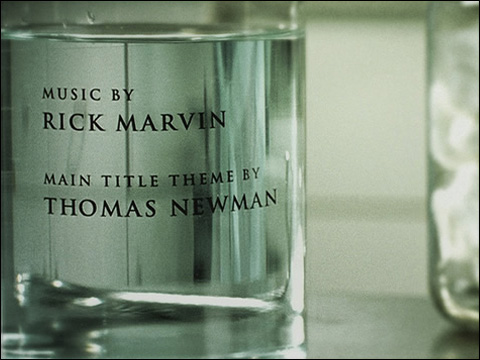 MUSIC BY
RICK MARVIN
MAIN TITLE THEME BY
THOMAS NEWMAN